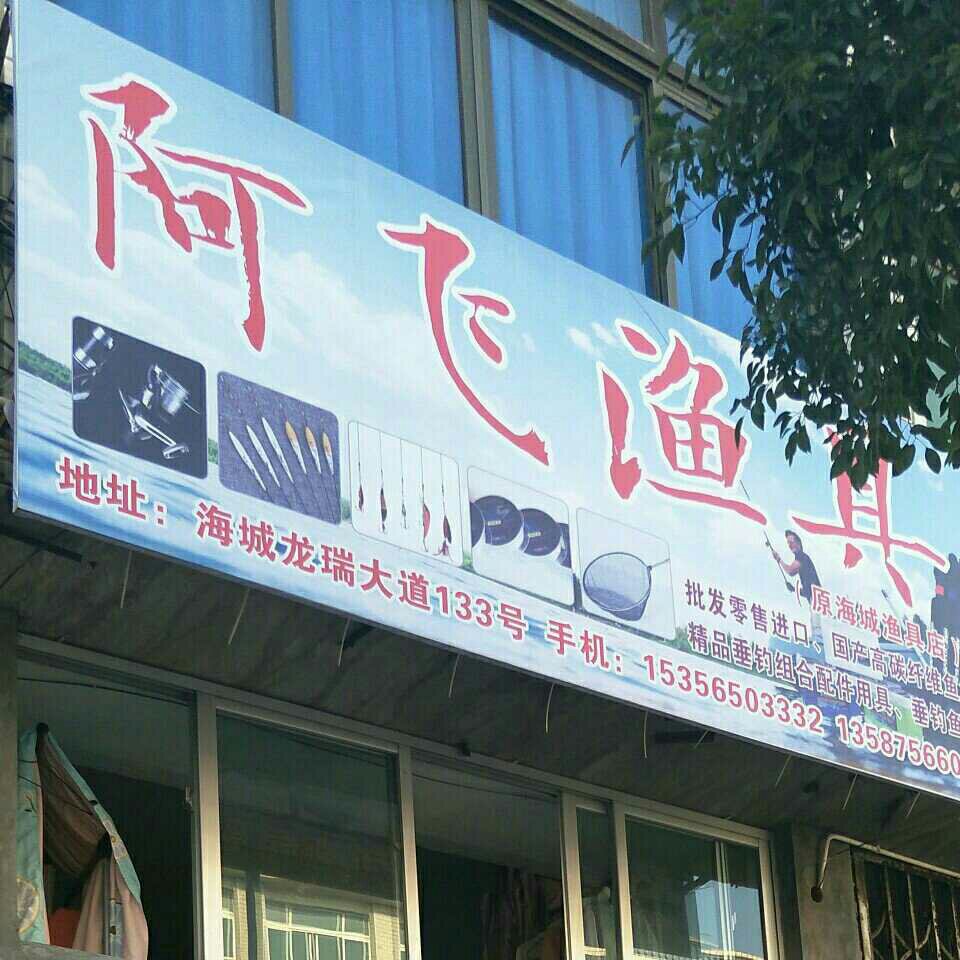 阿飞渔具
原海城渔具店
批发零售进口、国产高碳纤维鱼
精品垂钓组合配件用具、垂钓鱼
地址：海城龙瑞大道133号 手机：15356503332 135875660